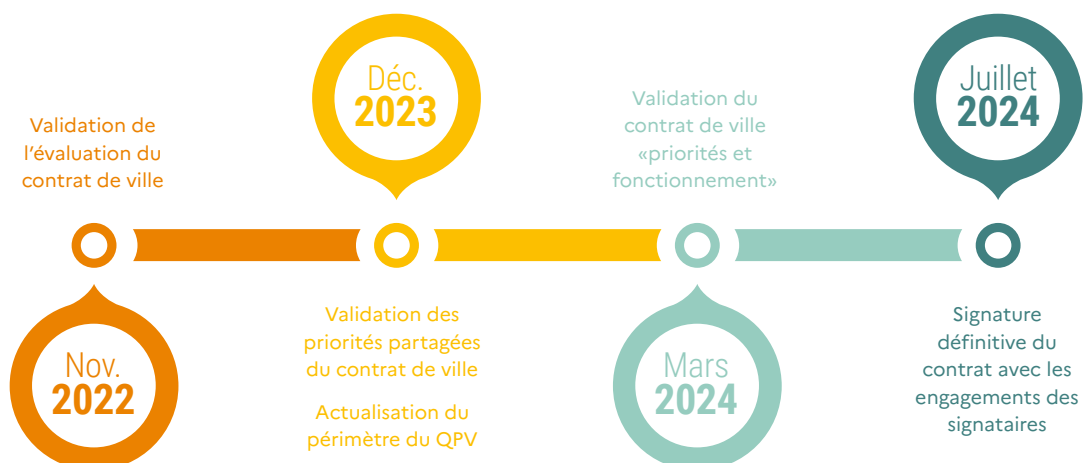 Validation de
l'évaluation du
contrat de ville
Nov.
2022
Déc.
2023
Validation des
priorités partagées
du contrat de ville
Actualisation du
périmètre du QPV
Validation du
contrat de ville
«priorités et
fonctionnement»
Mars
2024
Juillet
2024
Signature
définitive du
contrat avec les
engagements des
signataires